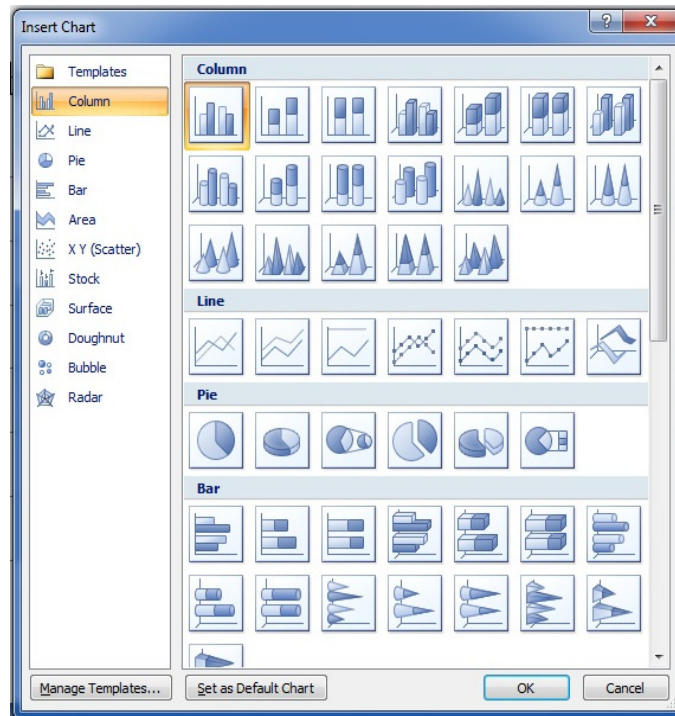 Insert Chart
Templates
Column
Line
Pie
Bar
Area
X Y (Scatter)
Stock
Surface
Doughnut
Bubble
Radar
Column
Line
Pie
Bar
Manage Templates...
Set as Default Chart
OK
Cancel